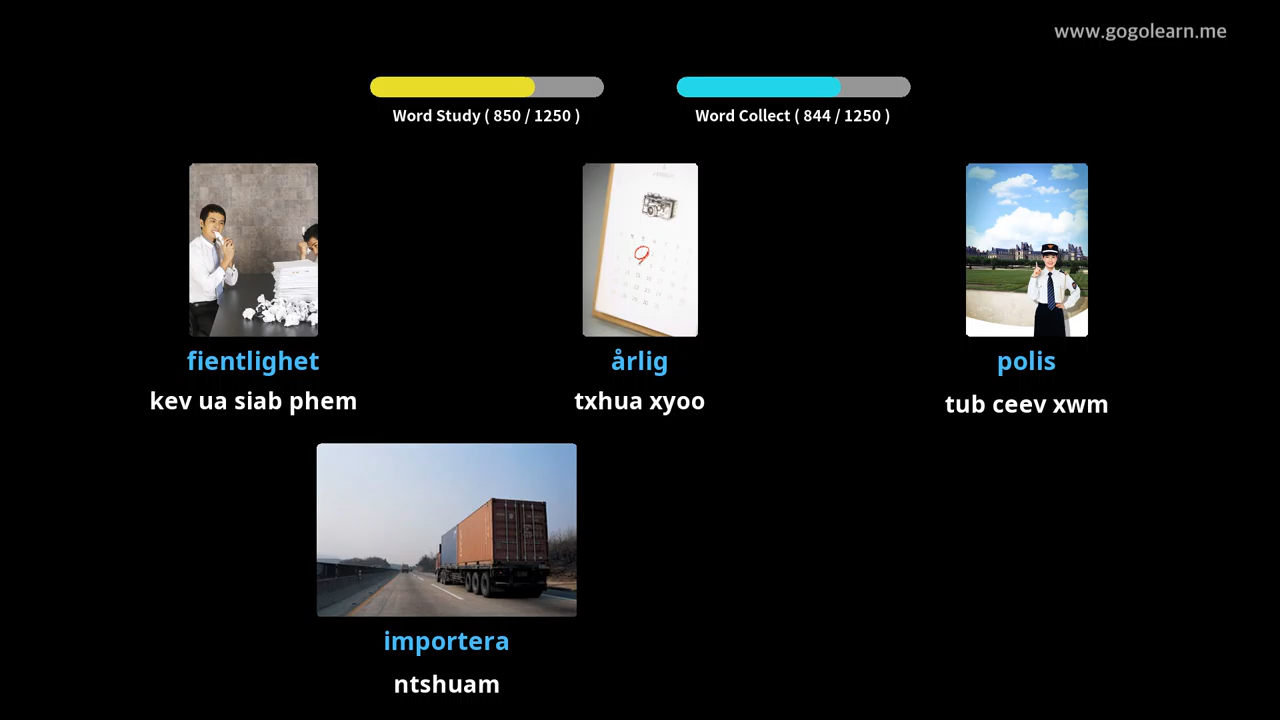 www.gogolearn.me
Word Study ( 850 / 1250 )
Word Collect ( 844 / 1250 )
fientlighet
kev ua siab phem
årlig
txhua xyoo
polis
tub ceev xwm
importera
ntshuam